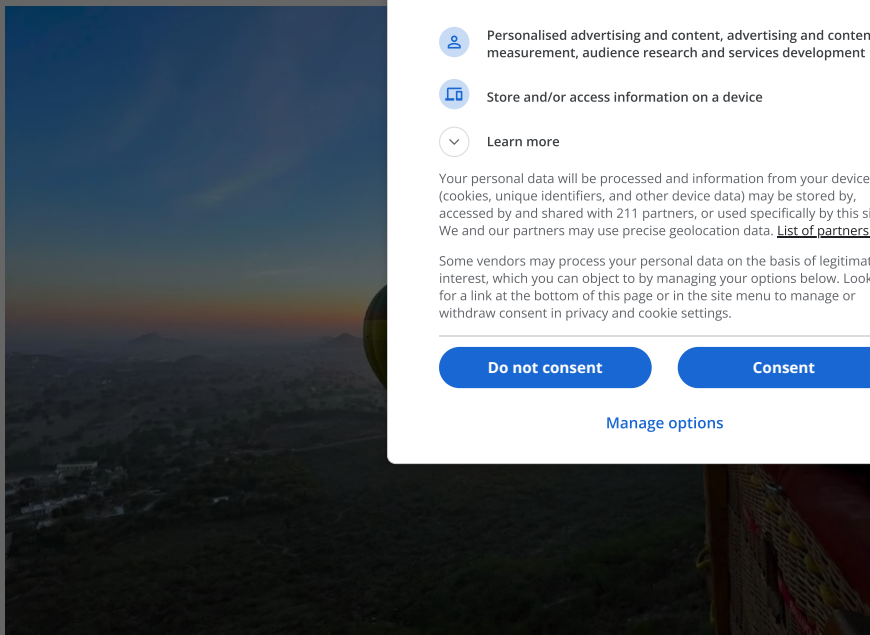 Personalised advertising and content, advertising and
measurement, audience research and services development
Store and/or access information on a device
Learn more
Your personal data will be processed and information from your device
(cookies, unique identifiers, and other device data) may be stored by,
accessed by and shared with 211 partners, or used specifically by this
We and our partners may use precise geolocation data. List of partners
Some vendors may process your personal data on the basis of
interest, which you can object to by managing your options below. Look
for a link at the bottom of this page or in the site menu to manage or
withdraw consent in privacy and cookie settings.
Do not consent
Consent
Manage options